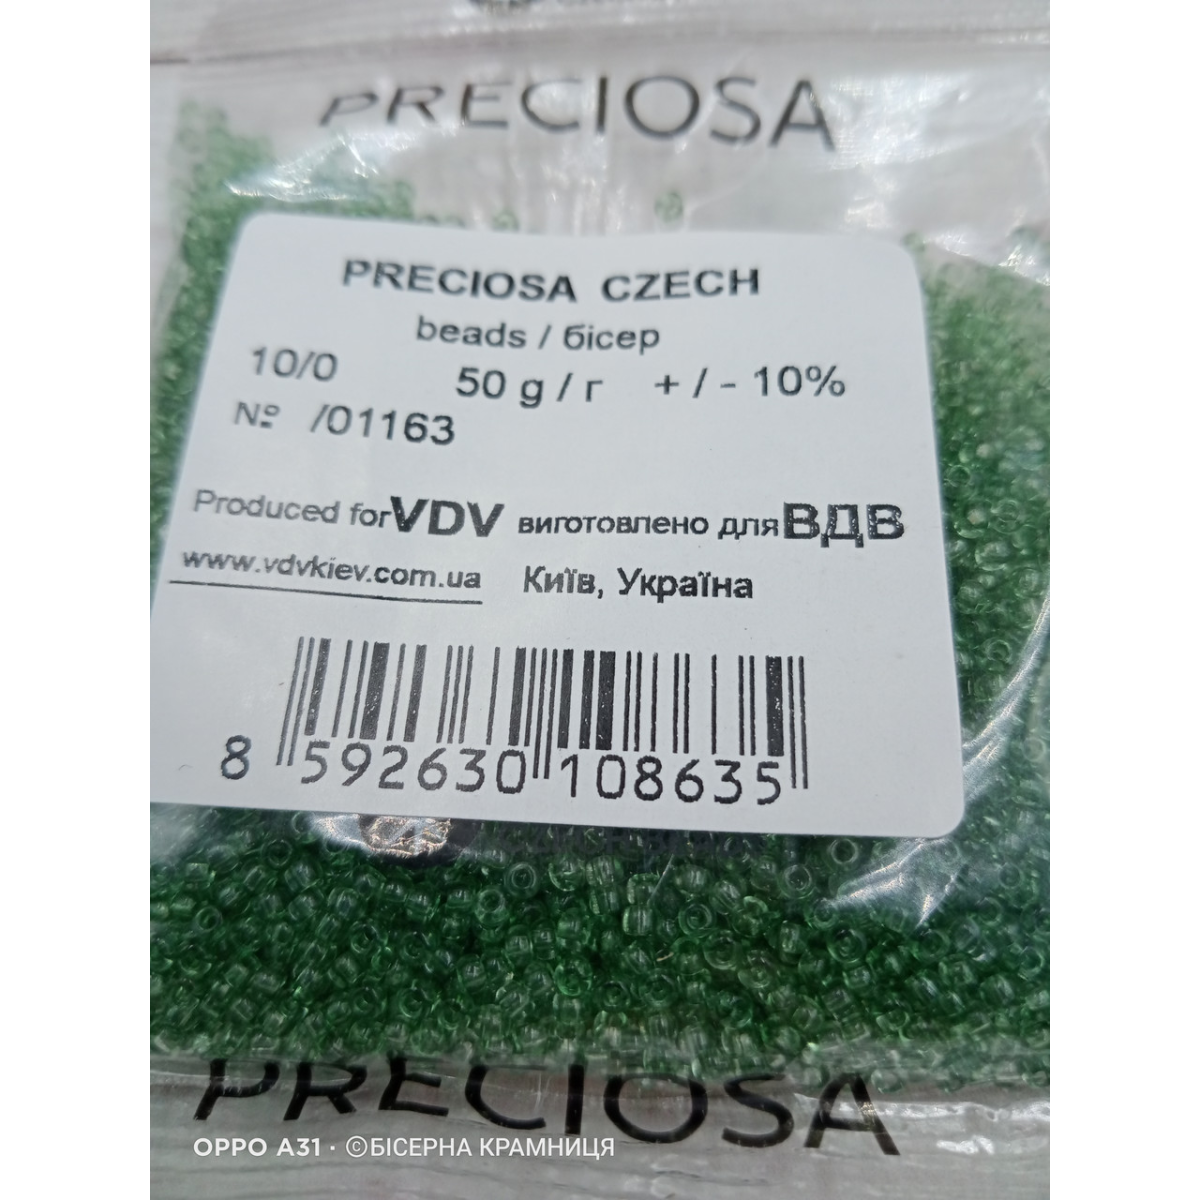 PRECIOSA
PRECIOSA CZECH
beads / бісер
10/0 50 g / г + / - 10%
№ /01163
Produced for VDV виготовлено для ВДВ
www.vdvkiev.com.ua Київ, Україна
8 592630 108635
PRECIOSA
OPPO A31 · ©БІСЕРНА КРАМНИЦЯ